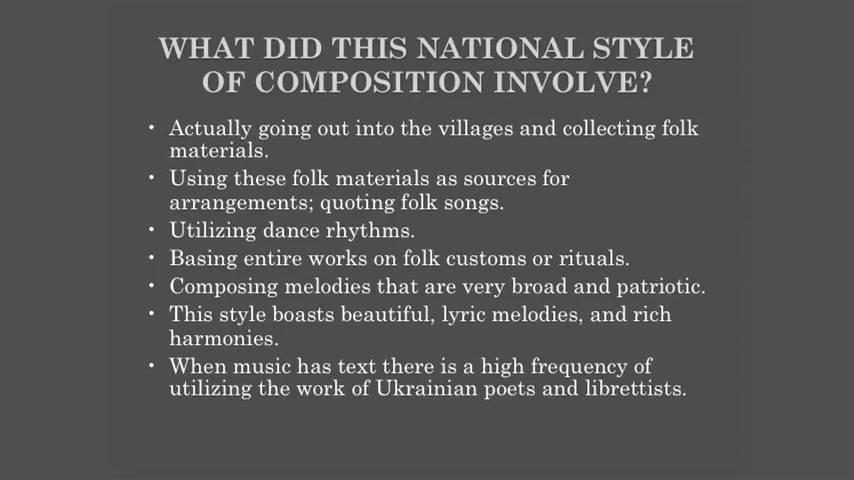 WHAT DID THIS NATIONAL STYLE
OF COMPOSITION INVOLVE?
• Actually going out into the villages and collecting folk
materials.
• Using these folk materials as sources for
arrangements; quoting folk songs.
• Utilizing dance rhythms.
• Basing entire works on folk customs or rituals.
• Composing melodies that are very broad and patriotic.
• This style boasts beautiful, lyric melodies, and rich
harmonies.
• When music has text there is a high frequency of
utilizing the work of Ukrainian poets and librettists.